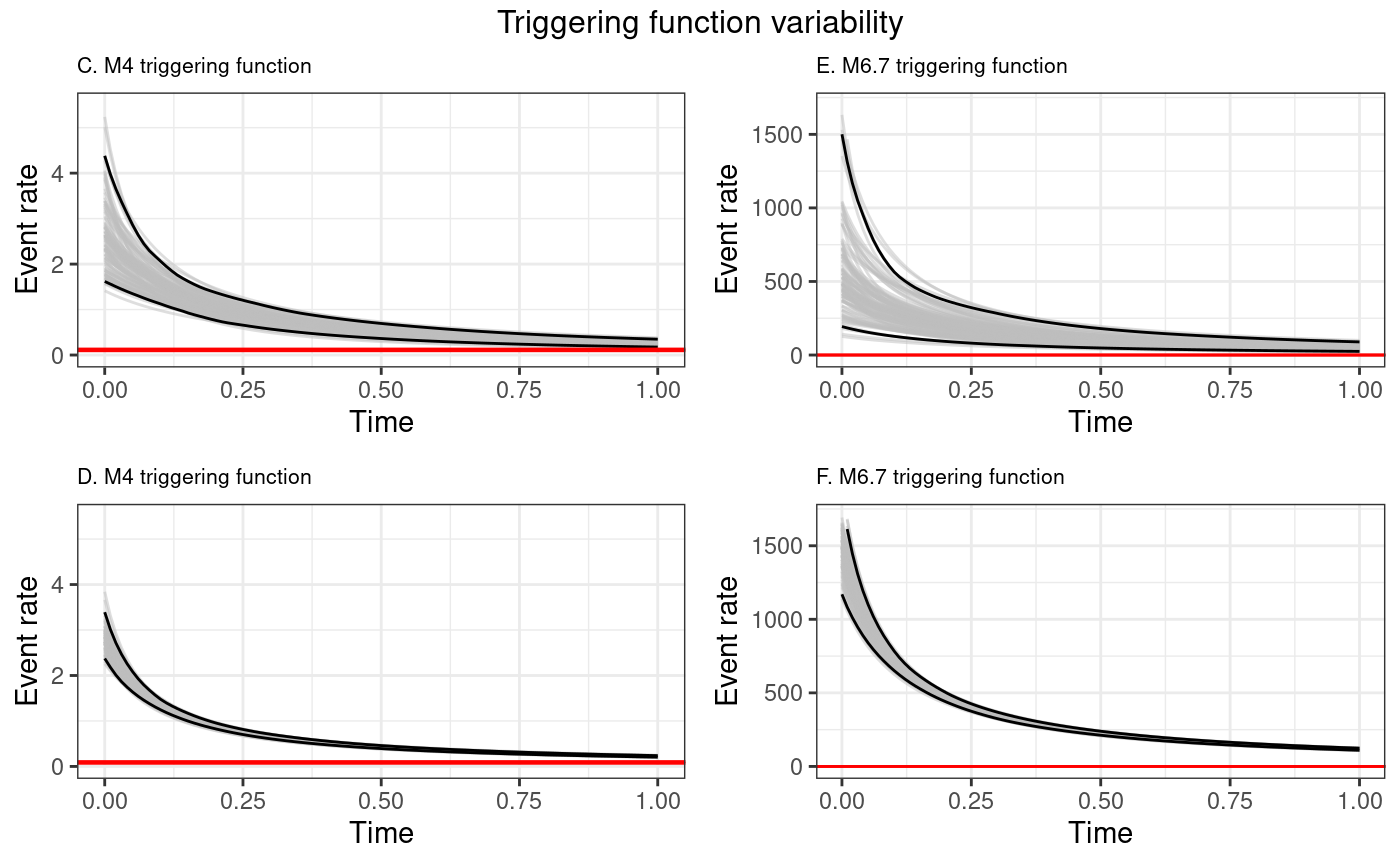 Triggering function variability
C. M4 triggering function
Event rate
4
2
0
0.00 0.25 0.50 0.75 1.00
Time
E. M6.7 triggering function
Event rate
1500
1000
500
0
0.00 0.25 0.50 0.75 1.00
Time
D. M4 triggering function
Event rate
4
2
0
0.00 0.25 0.50 0.75 1.00
Time
F. M6.7 triggering function
Event rate
1500
1000
500
0
0.00 0.25 0.50 0.75 1.00
Time